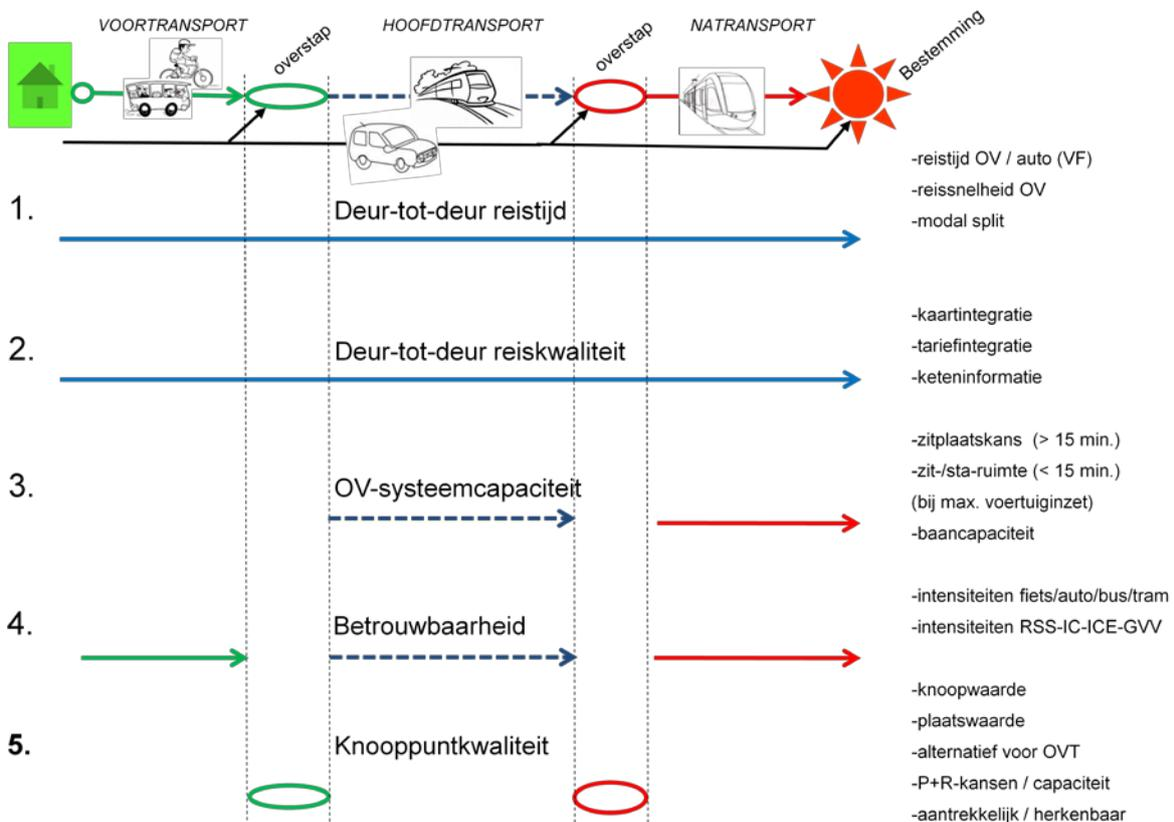 VOORTRANSPORT
overstap
HOOFDTRANSPORT
overstap
NATRANSPORT
Bestemming
-reistijd OV / auto (VF)
-reissnelheid OV
-modal split
1.
Deur-tot-deur reistijd
-kaartintegratie
-tariefintegratie
-keteninformatie
2.
Deur-tot-deur reiskwaliteit
-zitplaatskans (> 15 min.)
-zit-/sta-ruimte (< 15 min.)
(bij max. voertuiginzet)
-baancapaciteit
3.
OV-systeemcapaciteit
-intensiteiten fiets/auto/bus/tram
-intensiteiten RSS-IC-ICE-GVV
4.
Betrouwbaarheid
-knoopwaarde
-plaatswaarde
-alternatief voor OVT
-P+R-kansen / capaciteit
-aantrekkelijk / herkenbaar
5.
Knooppuntkwaliteit